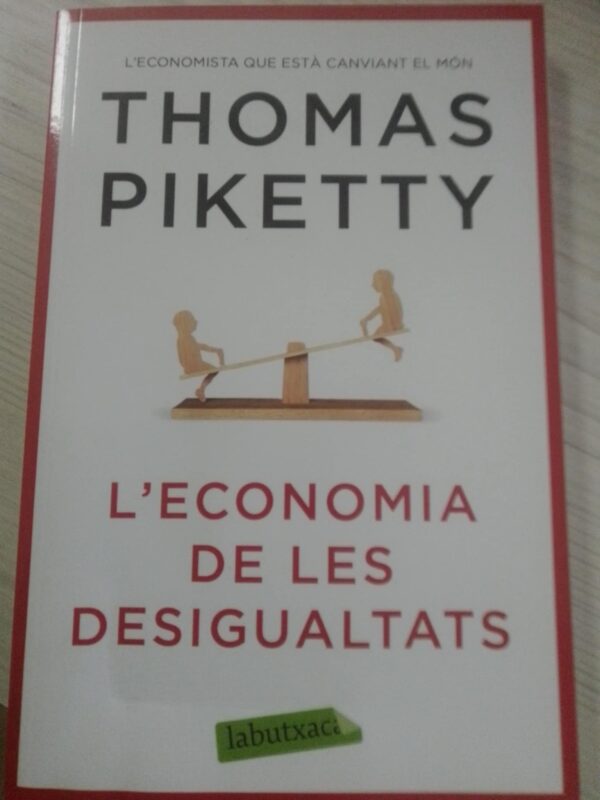 L'ECONOMISTA QUE ESTÀ CANVIANT EL MÓN
THOMAS
PIKETTY
L'ECONOMIA
DE LES
DESIGUALTATS
labutxaca